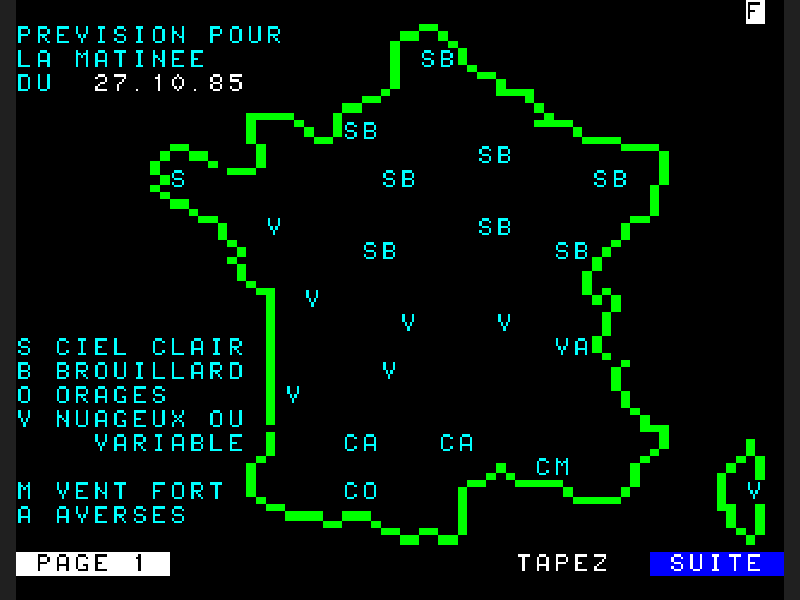 F
PREVISION POUR
LA MATINEE
DU 27.10.85
SB
SB
SB
S SB SB
V SB
SB SB
V
V V
S CIEL CLAIR VA
B BROUILLARD V
O ORAGES V
V NUAGEUX OU
VARIABLE CA CA
CM
M VENT FORT CO V
A AVERSES
PAGE 1 TAPEZ SUITE